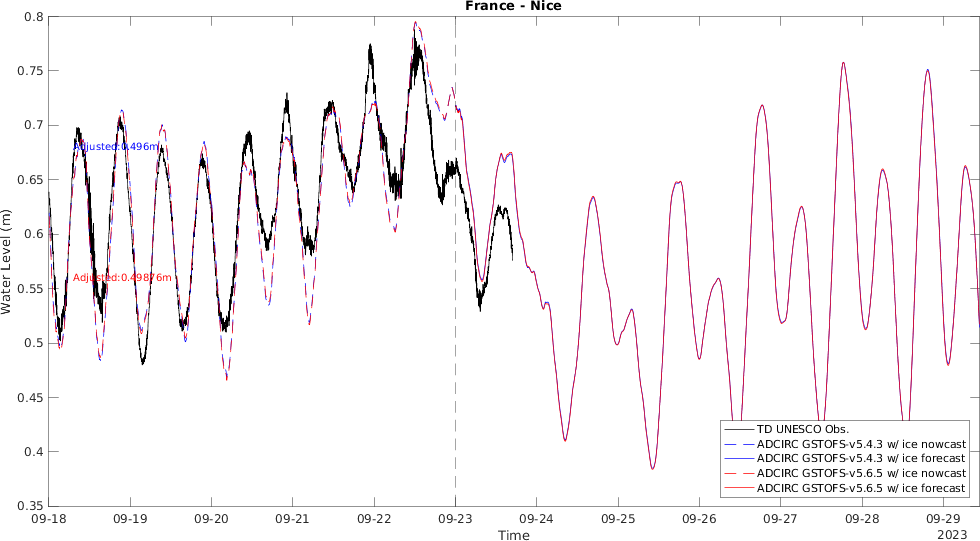 France - Nice
0.8
0.75
0.7
0.65
0.6
0.55
0.5
0.45
0.4
0.35
Water Level (m)
Adjusted:0.496m
Adjusted:0.49876m
TD UNESCO Obs.
ADCIRC GSTOFS-v5.4.3 w/ ice nowcast
ADCIRC GSTOFS-v5.4.3 w/ ice forecast
ADCIRC GSTOFS-v5.6.5 w/ ice nowcast
ADCIRC GSTOFS-v5.6.5 w/ ice forecast
09-18 09-19 09-20 09-21 09-22 09-23 09-24 09-25 09-26 09-27 09-28 09-29
Time
2023